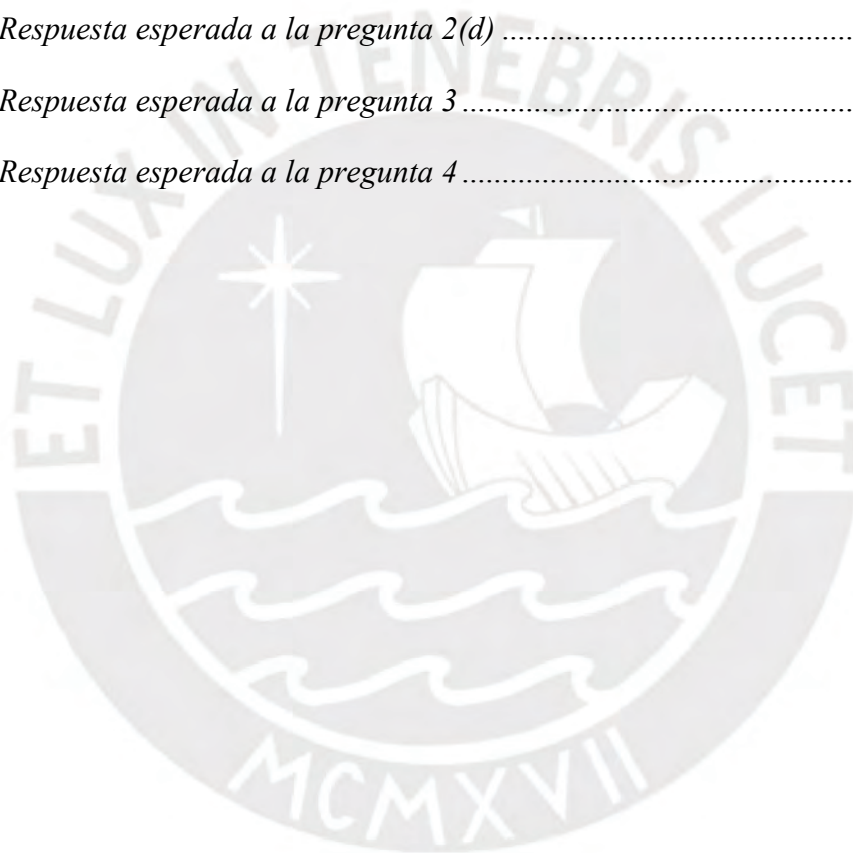 Respuesta esperada a la pregunta 2(d) ............................................
Respuesta esperada a la pregunta 3 ..................................................
Respuesta esperada a la pregunta 4 ..................................................
ET LUX IN TENEBRIS LUCET
MCMXVII